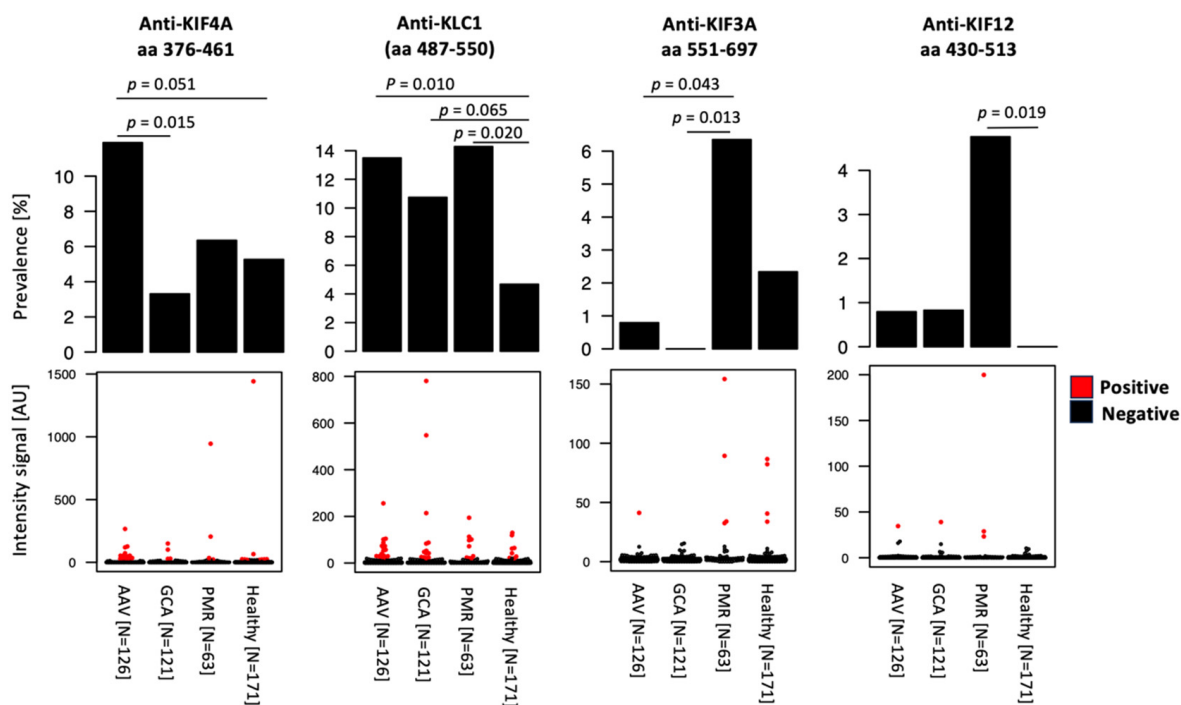 Anti-KIF4A
aa 376-461
Anti-KLC1
(aa 487-550)
Anti-KIF3A
aa 551-697
Anti-KIF12
aa 430-513
p = 0.051
p = 0.015
P = 0.010
p = 0.065
p = 0.020
p = 0.043
p = 0.013
p = 0.019
Prevalence [%]
10
8
6
4
2
0
14
12
10
8
6
4
2
0
6
5
4
3
2
1
0
4
3
2
1
0
Intensity signal [AU]
1500
1000
500
0
800
600
400
200
0
150
100
50
0
200
150
100
50
0
Positive
Negative
AAV [N=126]
GCA [N=121]
PMR [N=63]
Healthy [N=171]
AAV [N=126]
GCA [N=121]
PMR [N=63]
Healthy [N=171]
AAV [N=126]
GCA [N=121]
PMR [N=63]
Healthy [N=171]
AAV [N=126]
GCA [N=121]
PMR [N=63]
Healthy [N=171]